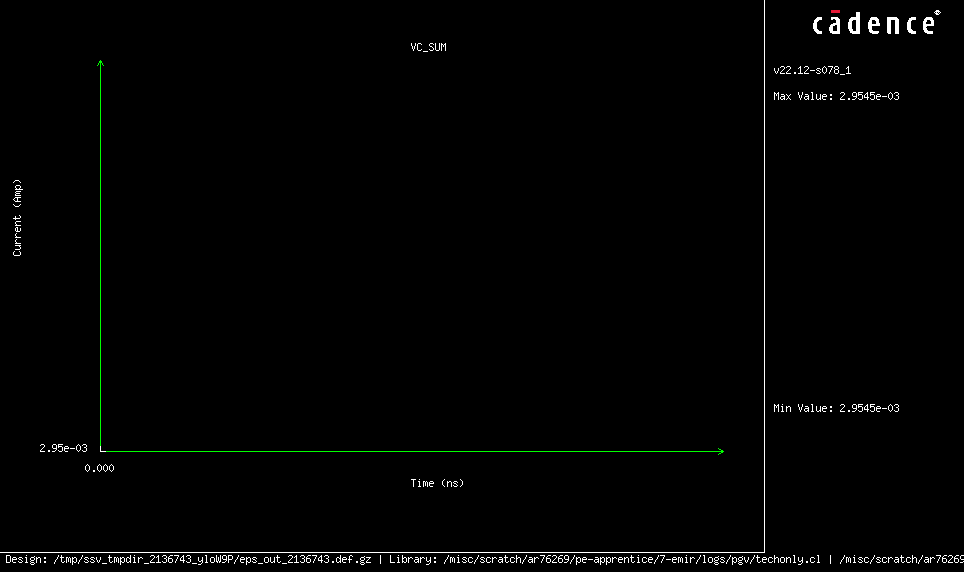 cādence®
VC_SUM
v22.12-s078_1
Max Value: 2.9545e-03
Current (Amp)
Min Value: 2.9545e-03
2.95e-03
0.000
Time (ns)
Design: /tmp/ssv_tmpdir_2136743_yloW9P/eps_out_2136743.def.gz | Library: /misc/scratch/ar76269/pe-apprentice/7-emir/logs/pgv/techonly.cl | /misc/scratch/ar76269